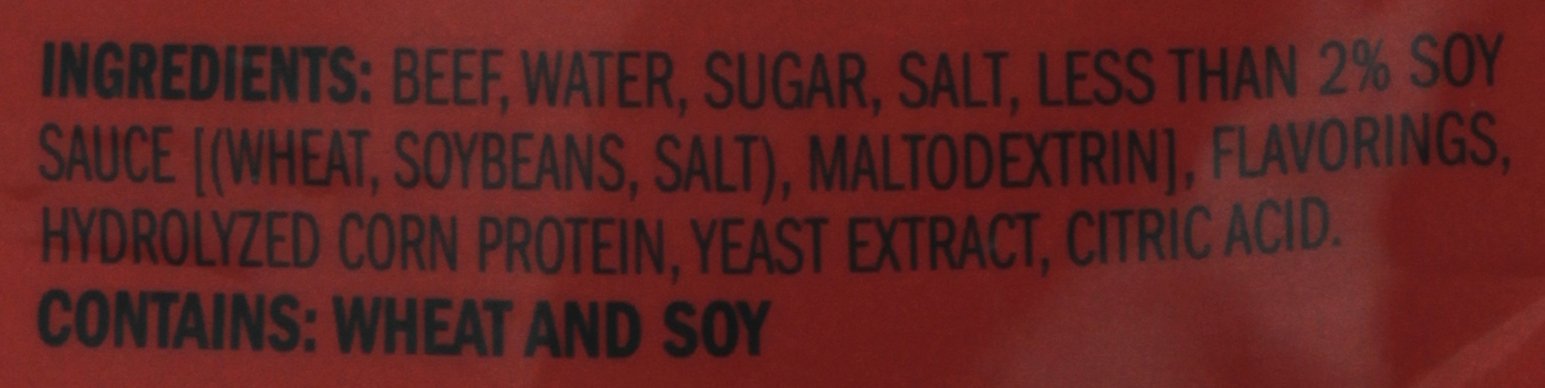 INGREDIENTS: BEEF, WATER, SUGAR, SALT, LESS THAN 2% SOY
SAUCE [(WHEAT, SOYBEANS, SALT), MALTODEXTRIN], FLAVORINGS,
HYDROLYZED CORN PROTEIN, YEAST EXTRACT, CITRIC ACID.
CONTAINS: WHEAT AND SOY